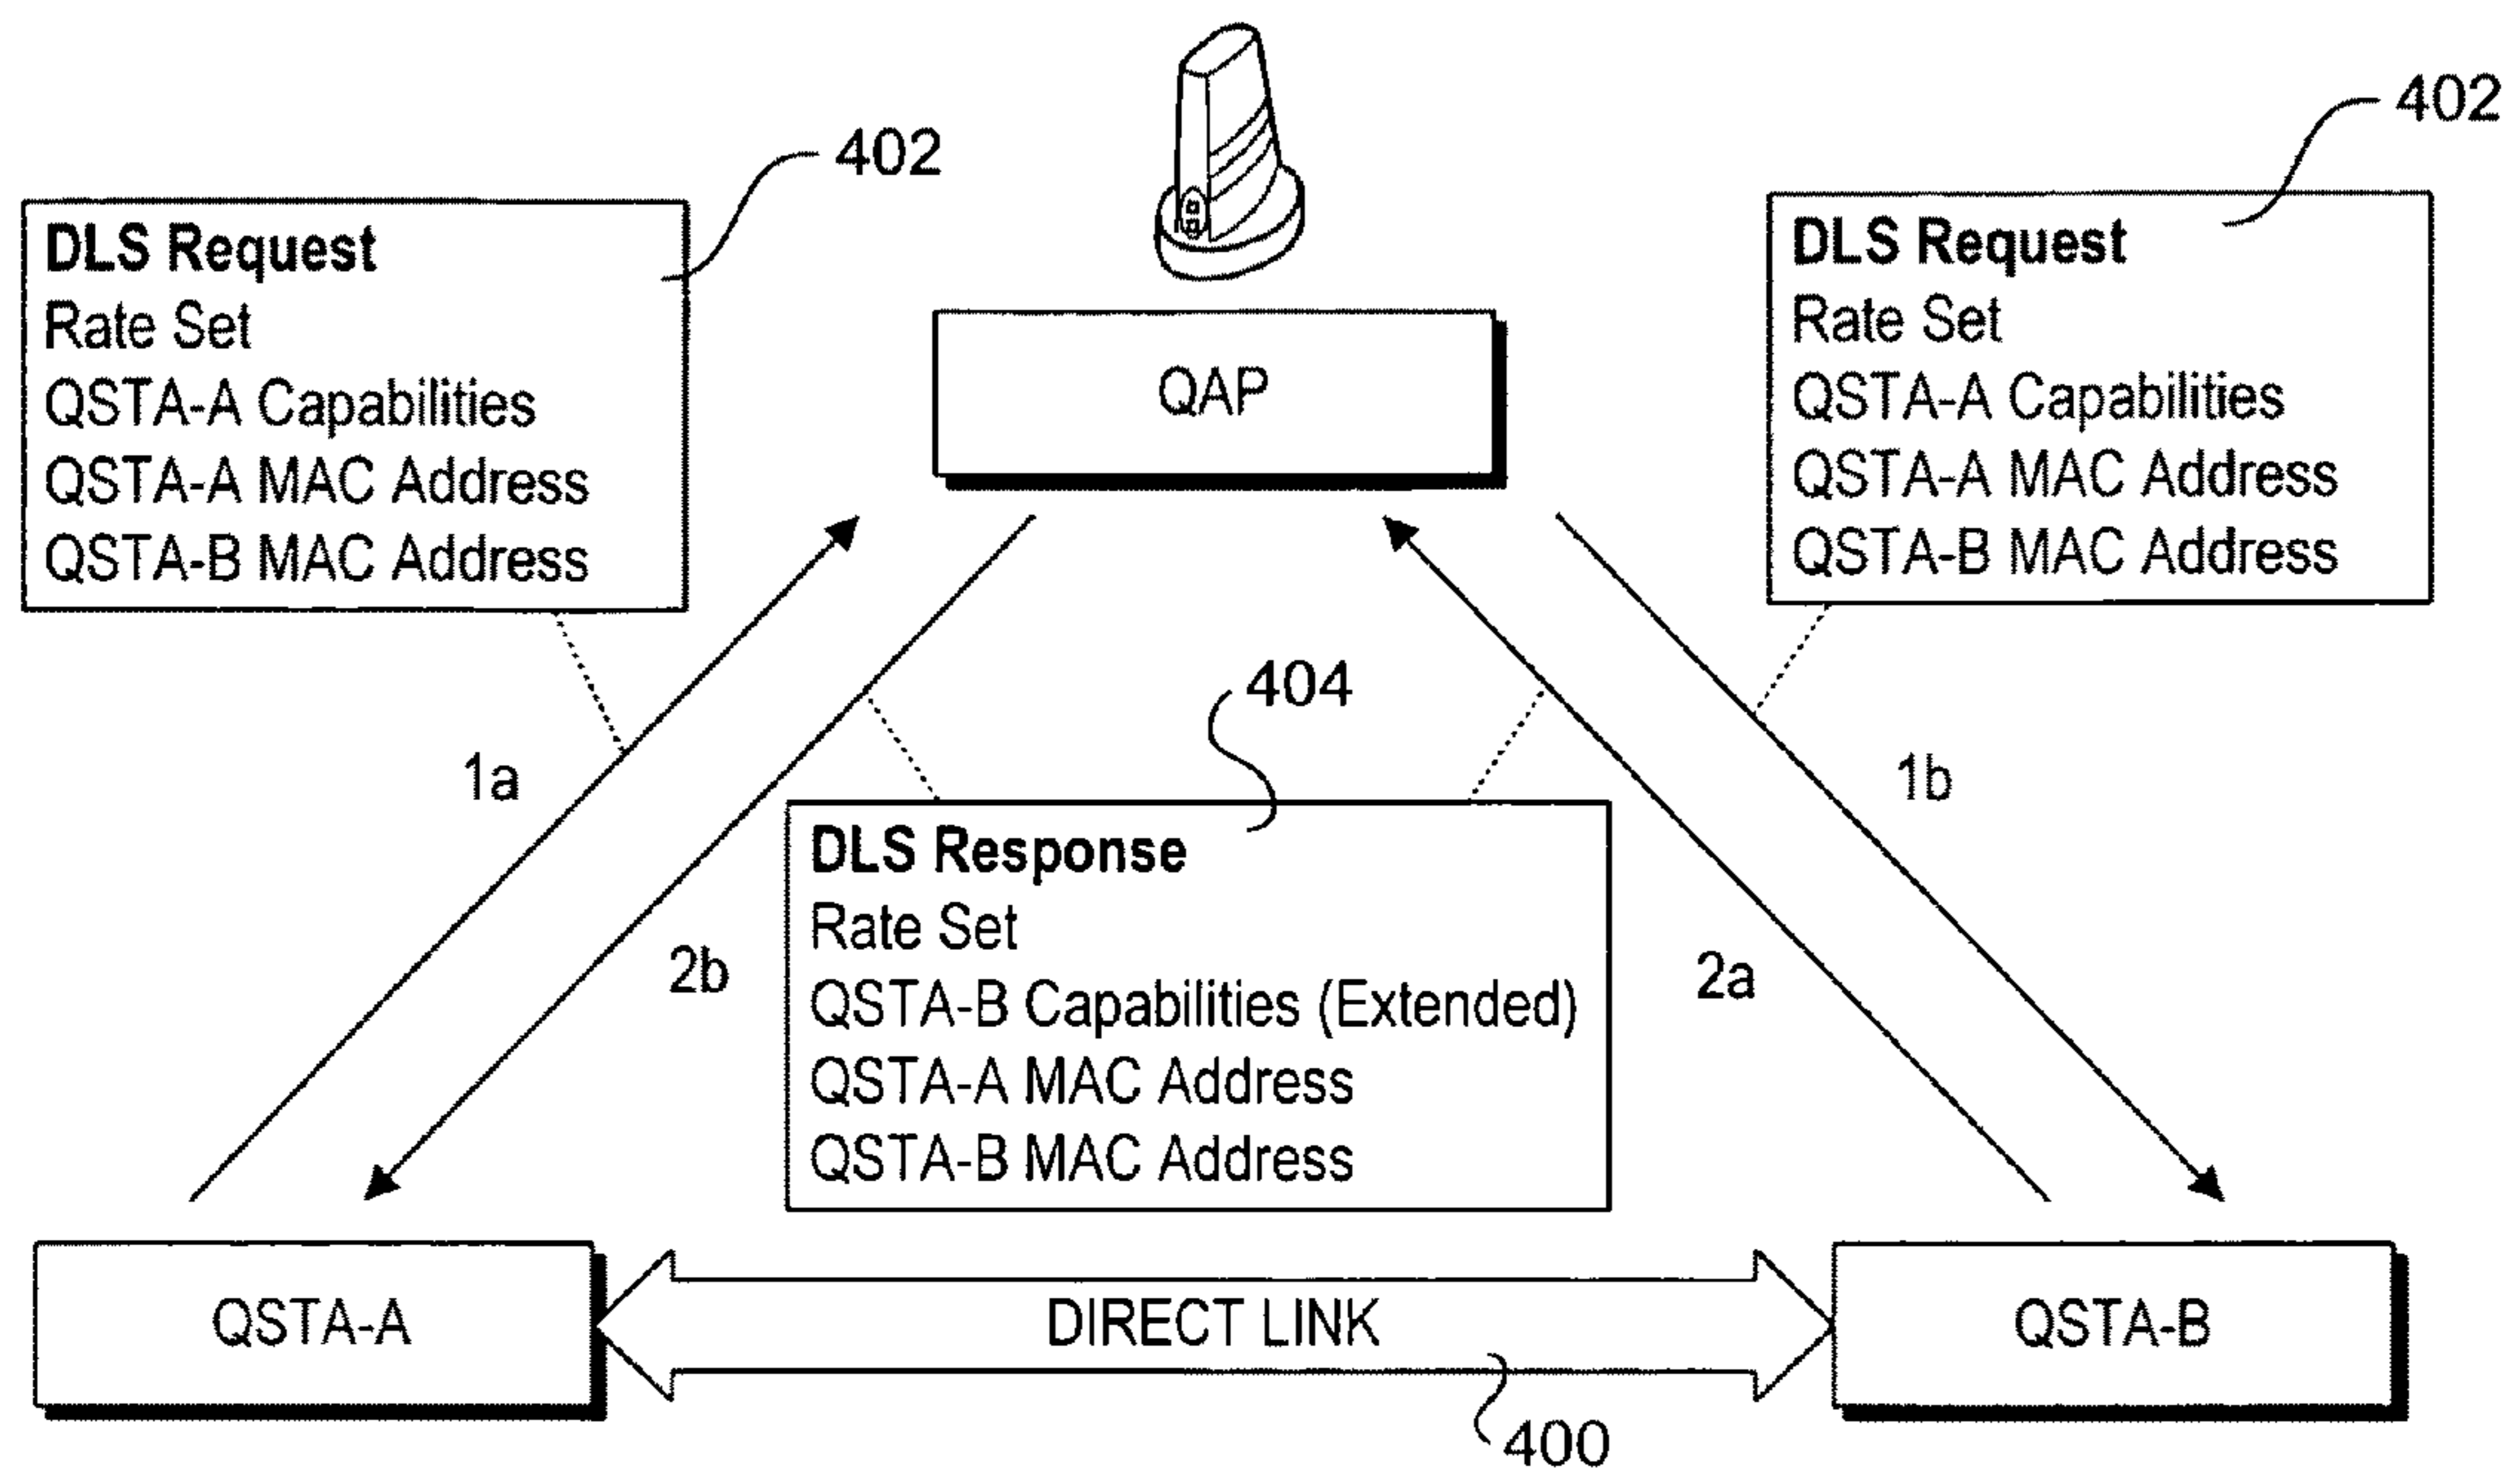 402
402
DLS Request
Rate Set
QSTA-A Capabilities
QSTA-A MAC Address
QSTA-B MAC Address
QAP
DLS Request
Rate Set
QSTA-A Capabilities
QSTA-A MAC Address
QSTA-B MAC Address
404
1a
1b
DLS Response
Rate Set
QSTA-B Capabilities (Extended)
QSTA-A MAC Address
QSTA-B MAC Address
2b
2a
QSTA-A
DIRECT LINK
QSTA-B
400